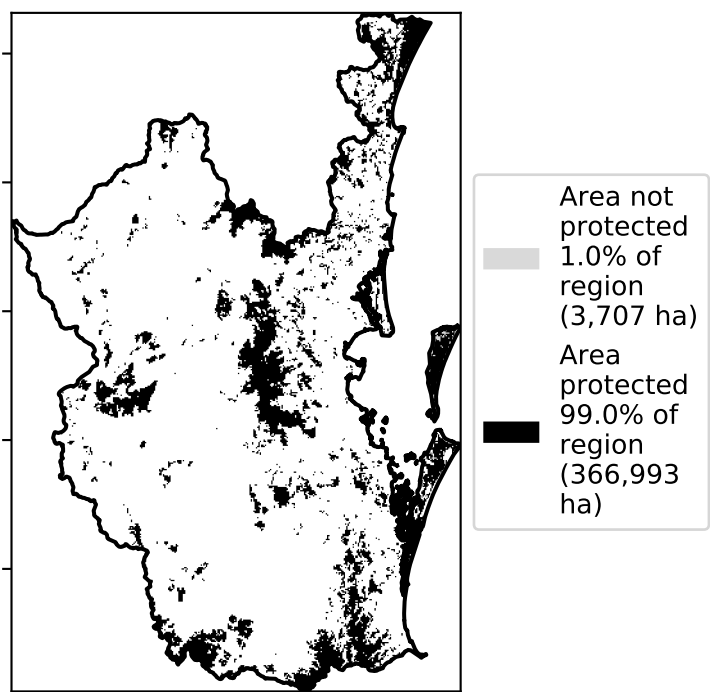 Area not
protected
1.0% of
region
(3,707 ha)
Area
protected
99.0% of
region
(366,993
ha)